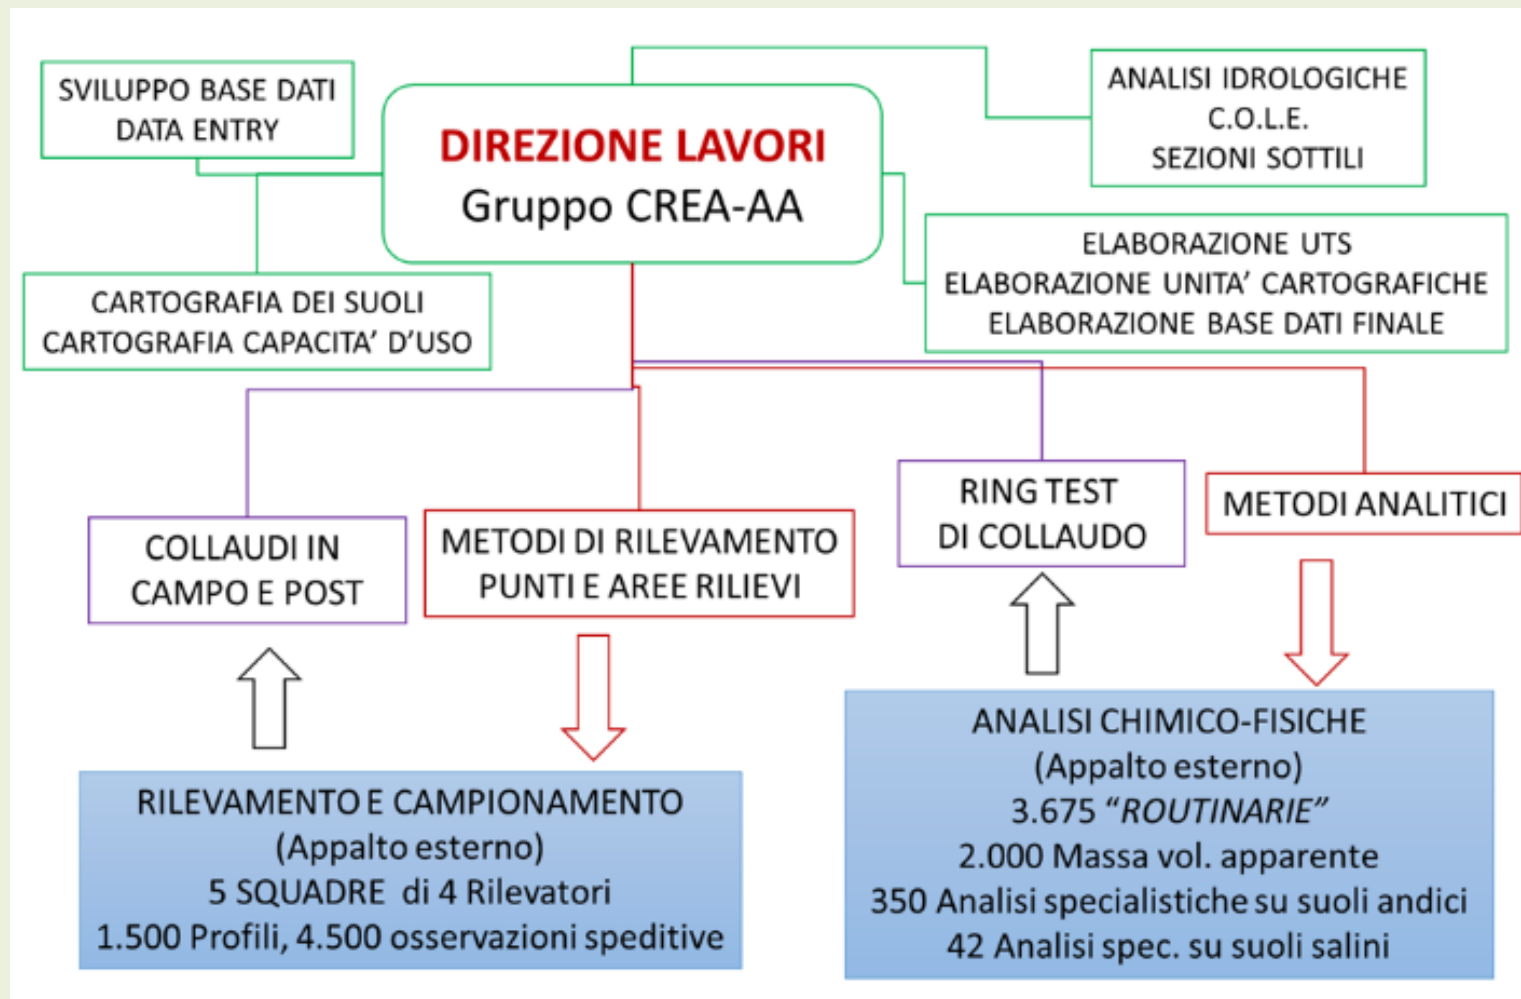 SVILUPPO BASE DATI
DATA ENTRY
DIREZIONE LAVORI
Gruppo CREA-AA
ANALISI IDROLOGICHE
C.O.L.E.
SEZIONI SOTTILI
ELABORAZIONE UTS
ELABORAZIONE UNITA’ CARTOGRAFICHE
ELABORAZIONE BASE DATI FINALE
CARTOGRAFIA DEI SUOLI
CARTOGRAFIA CAPACITA’ D’USO
COLLAUDI IN
CAMPO E POST
METODI DI RILEVAMENTO
PUNTI E AREE RILIEVI
RING TEST
DI COLLAUDO
METODI ANALITICI
RILEVAMENTO E CAMPIONAMENTO
(Appalto esterno)
5 SQUADRE di 4 Rilevatori
1.500 Profili, 4.500 osservazioni speditive
ANALISI CHIMICO-FISICHE
(Appalto esterno)
3.675 “ROUTINARIE”
2.000 Massa vol. apparente
350 Analisi specialistiche su suoli andici
42 Analisi spec. su suoli salini